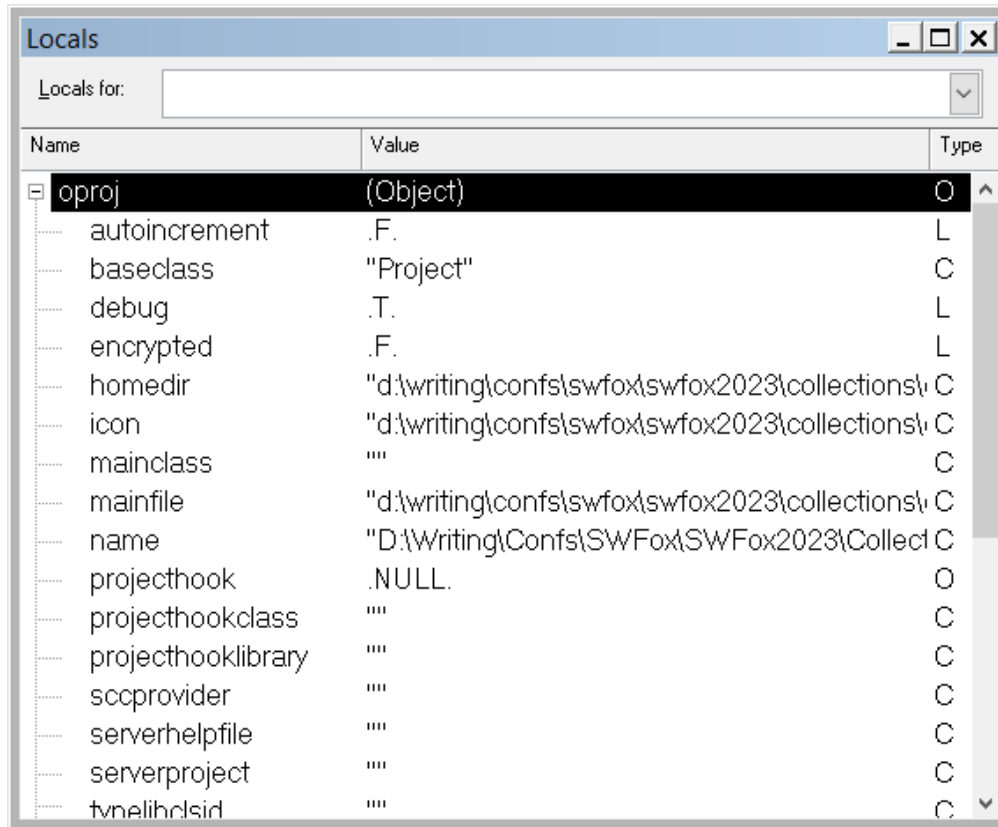 Locals
Locals for:
Name Value Type
oproj (Object) O
autoincrement .F. L
baseclass "Project" C
debug .T. L
encrypted .F. L
homedir "d:\writing\confs\swfox\swfox2023\collections\ C
icon "d:\writing\confs\swfox\swfox2023\collections\ C
mainclass "" C
mainfile "d:\writing\confs\swfox\swfox2023\collections\ C
name "D:\Writing\Confs\SWFox\SWFox2023\Collect C
projecthook .NULL. O
projecthookclass "" C
projecthooklibrary "" C
sccprovider "" C
serverhelpfile "" C
serverproject "" C
typelibclsid "" C